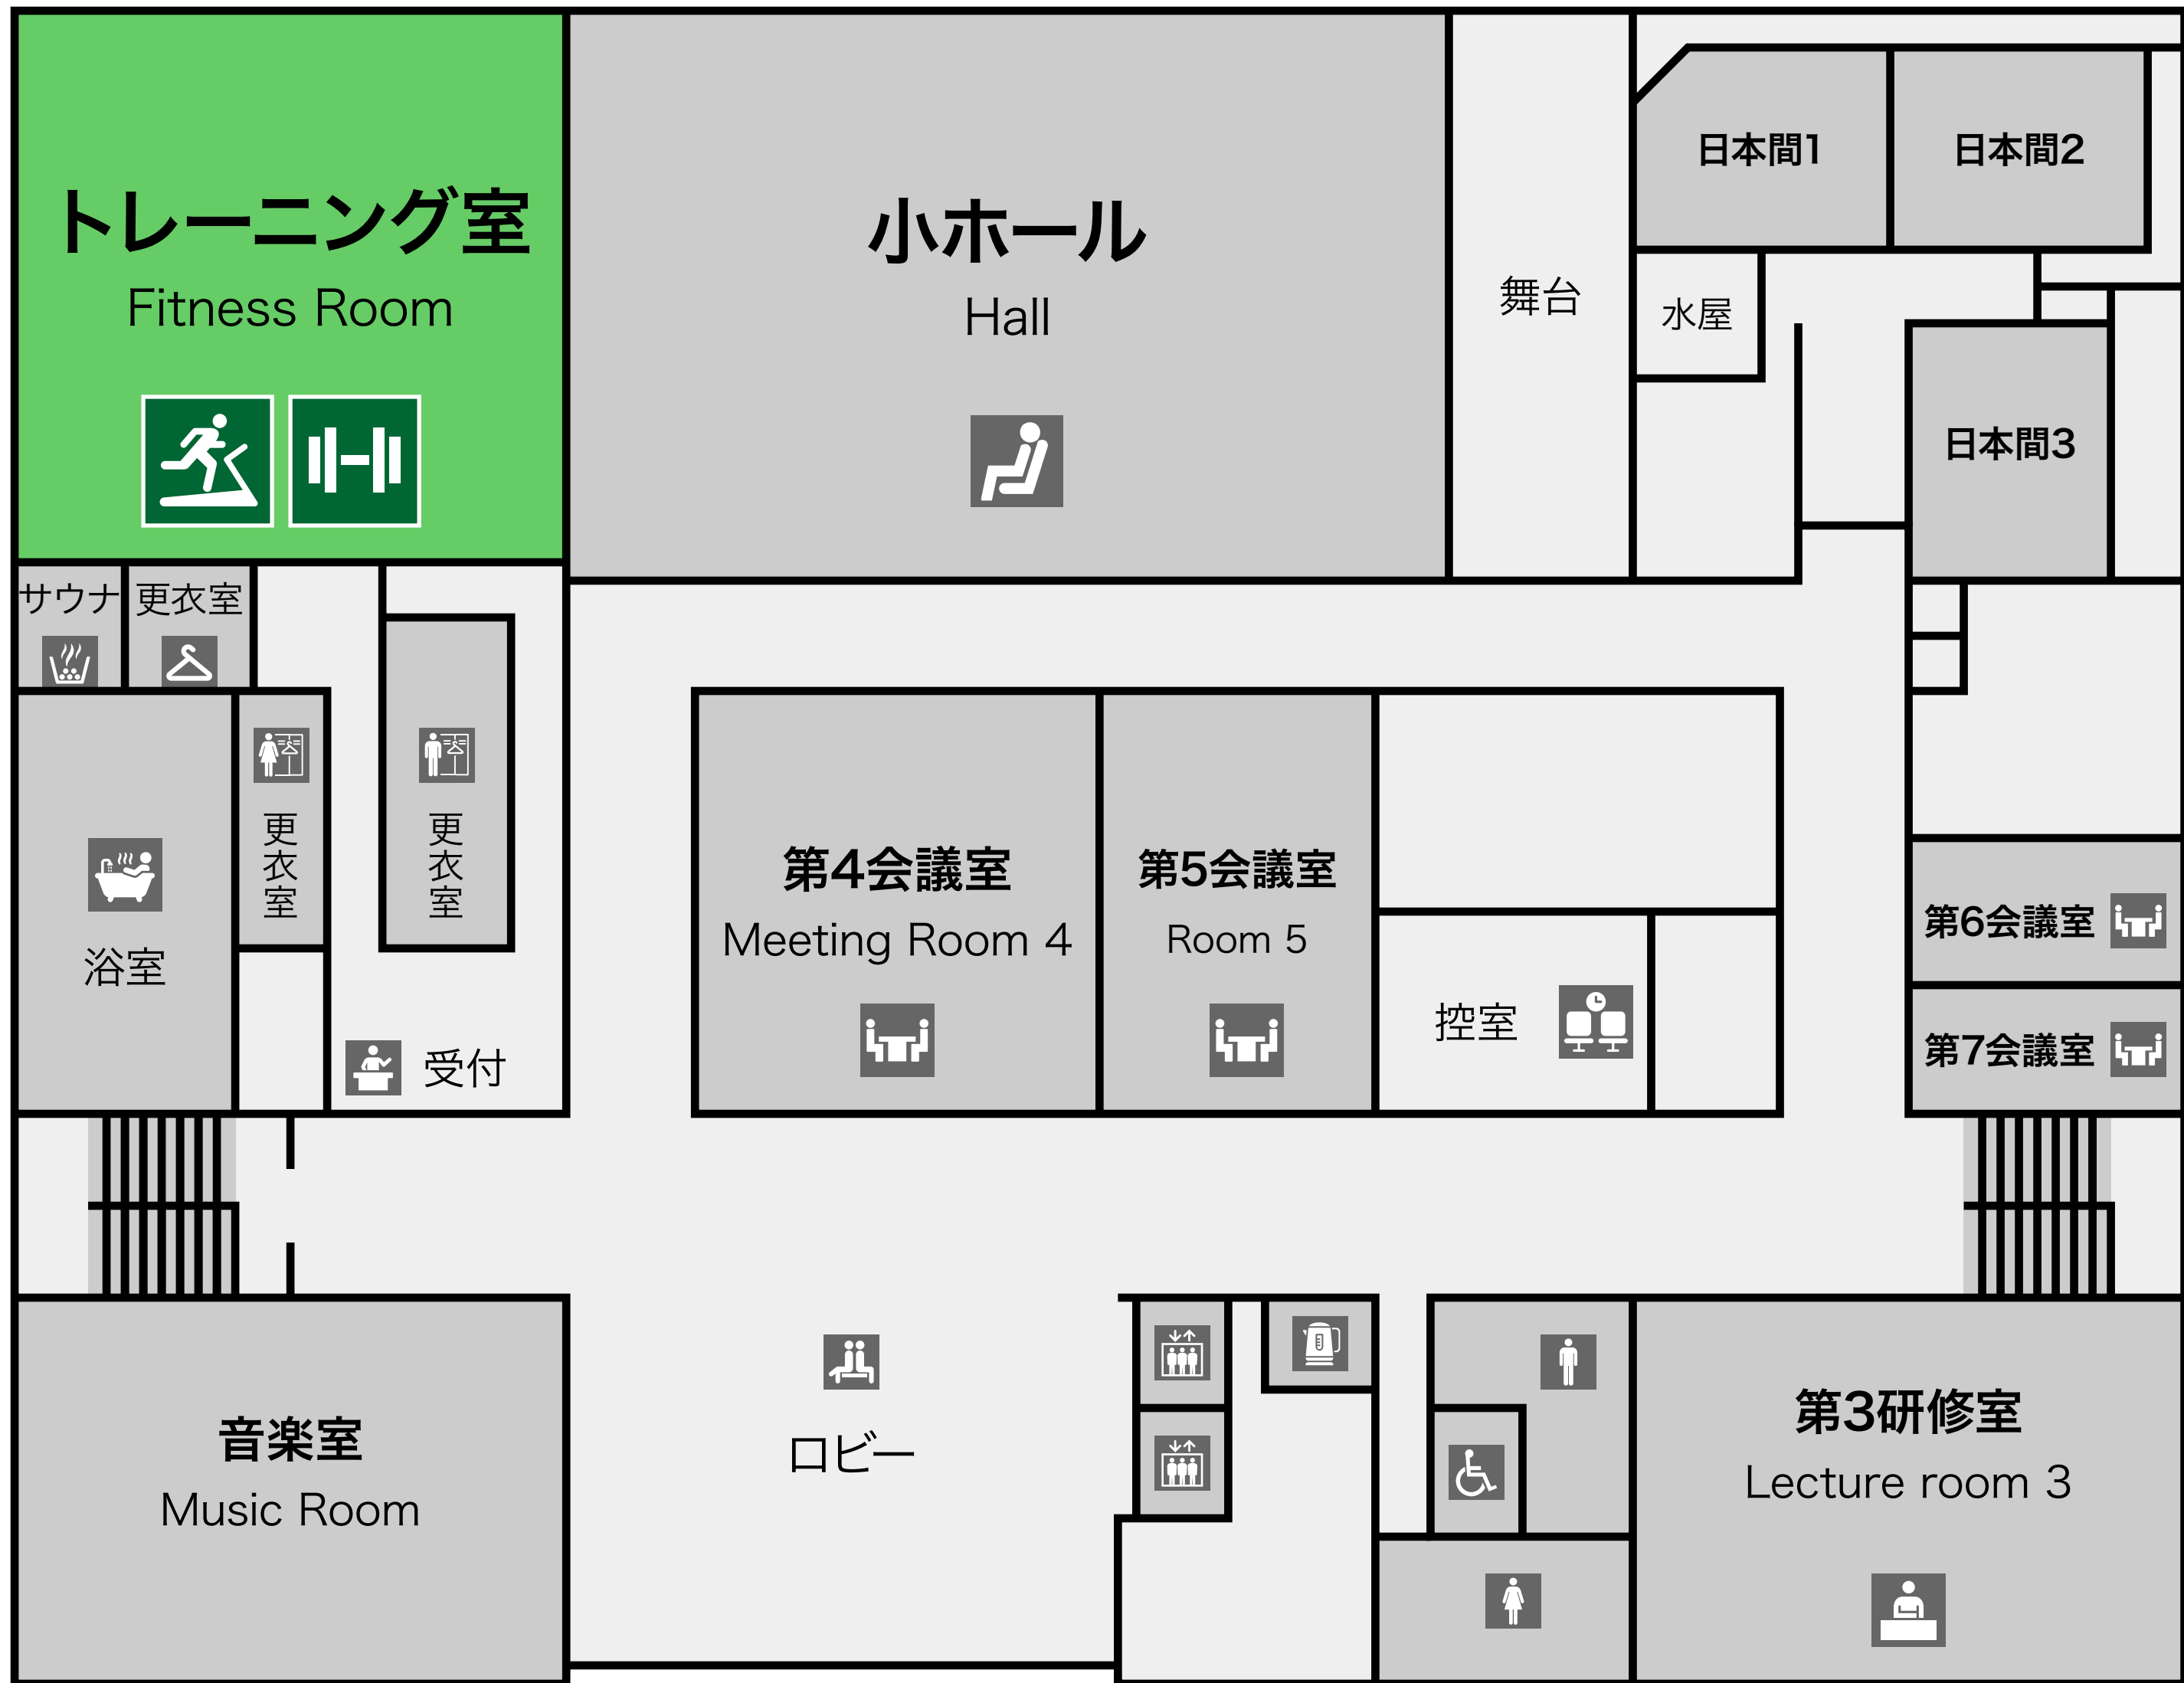 トレーニング室
Fitness Room
小ホール
Hall
舞台
日本間1
日本間2
水屋
日本間3
サウナ
更衣室
更衣室
更衣室
浴室
受付
第4会議室
Meeting Room 4
第5会議室
Room 5
控室
第6会議室
第7会議室
音楽室
Music Room
ロビー
第3研修室
Lecture room 3